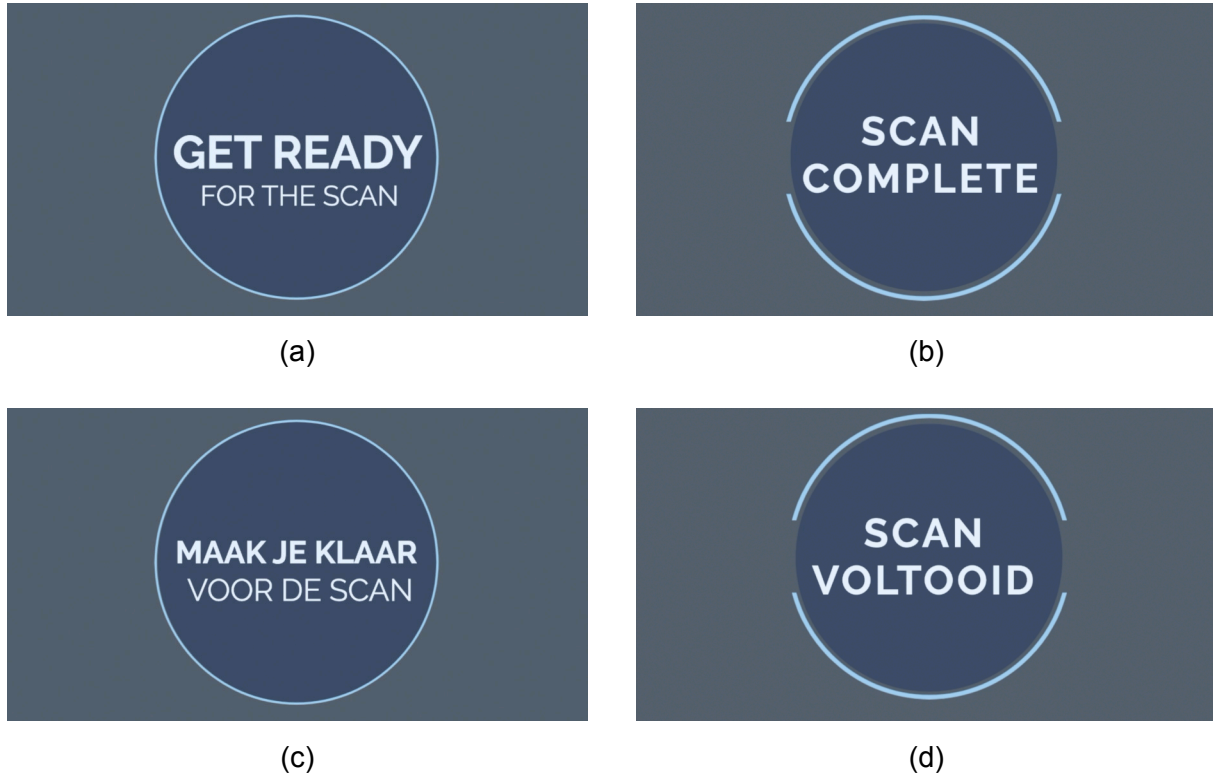 GET READY
FOR THE SCAN
(a)
SCAN
COMPLETE
(b)
MAAK JE KLAAR
VOOR DE SCAN
(c)
SCAN
VOLTOOID
(d)